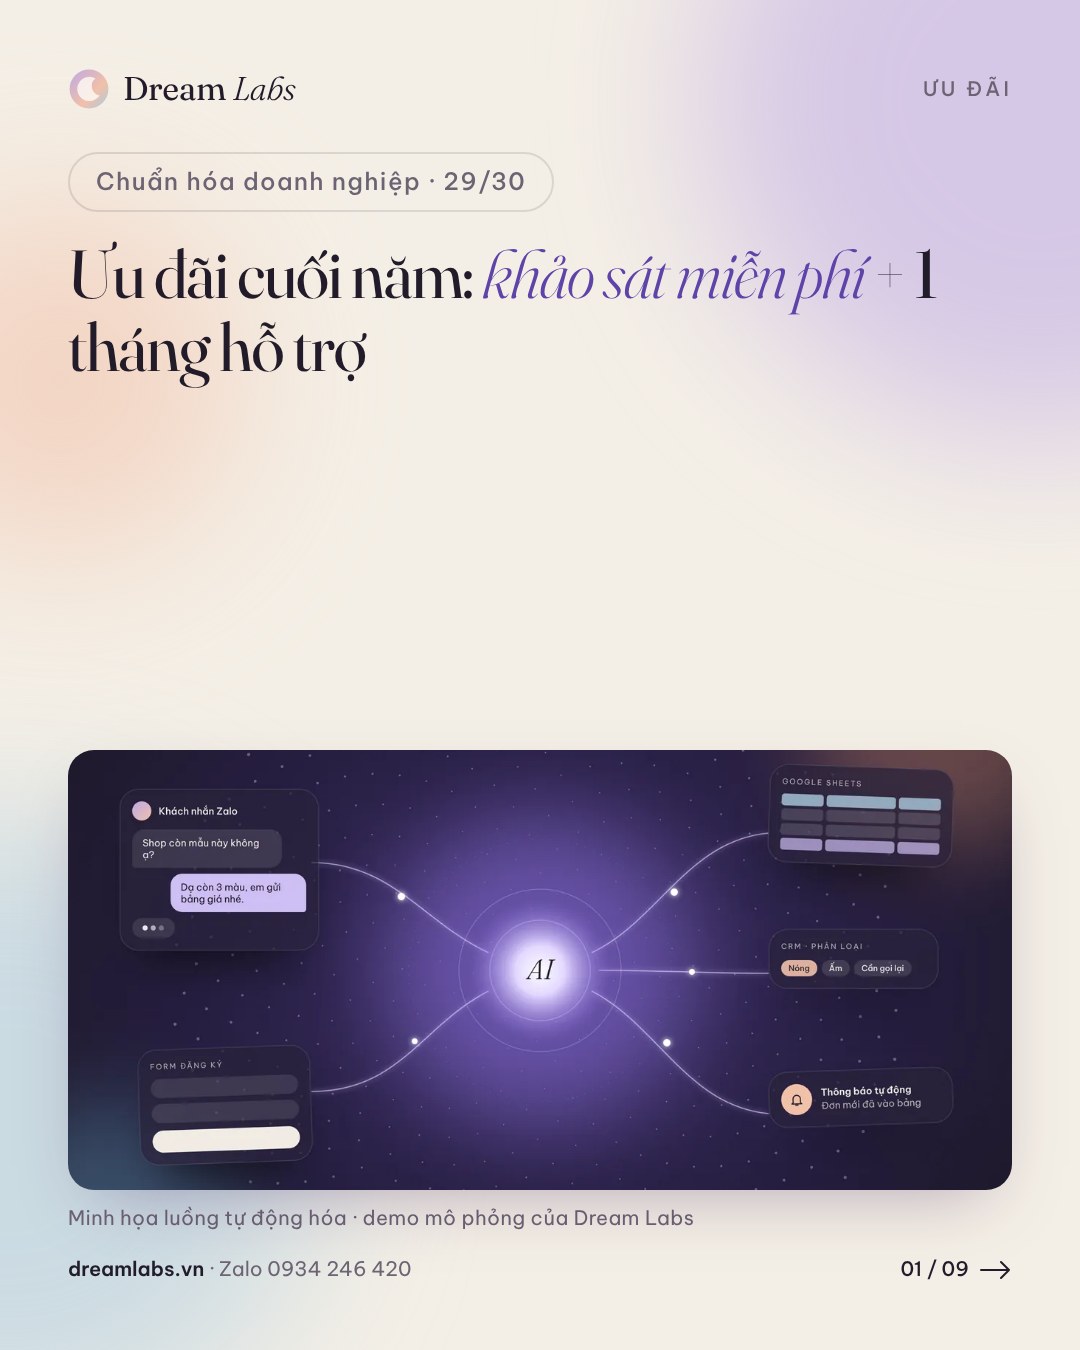 Dream Labs
ƯU ĐÃI
Chuẩn hóa doanh nghiệp · 29/30
Ưu đãi cuối năm: khảo sát miễn phí + 1
tháng hỗ trợ
Khách nhắn Zalo
Shop còn mẫu này không
ạ?
Dạ còn 3 màu, em gửi
bảng giá nhé.
FORM ĐĂNG KÝ
AI
GOOGLE SHEETS
CRM · PHÂN LOẠI
Nóng
Ấm
Cần gọi lại
Thông báo tự động
Đơn mới đã vào bảng
Minh họa luồng tự động hóa · demo mô phỏng của Dream Labs
dreamlabs.vn · Zalo 0934 246 420
01 / 09 →